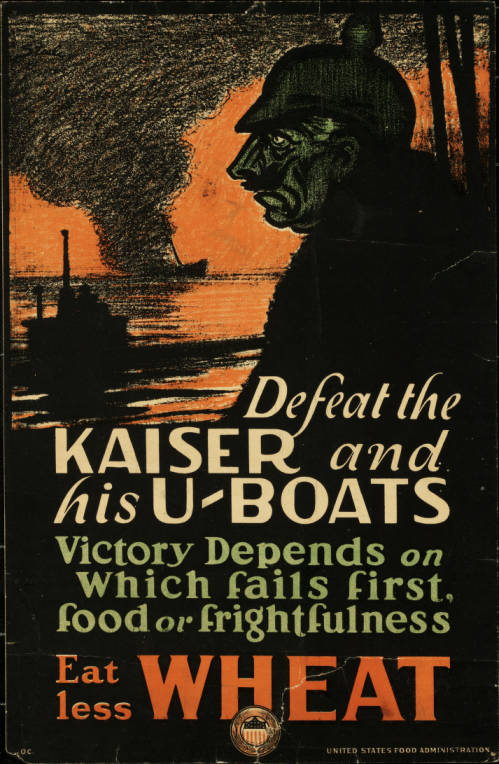 Defeat the
KAISER and
his U-BOATS
Victory Depends on
Which fails first,
food or frightfulness
Eat
less WHEAT
UNITED STATES FOOD ADMINISTRATION